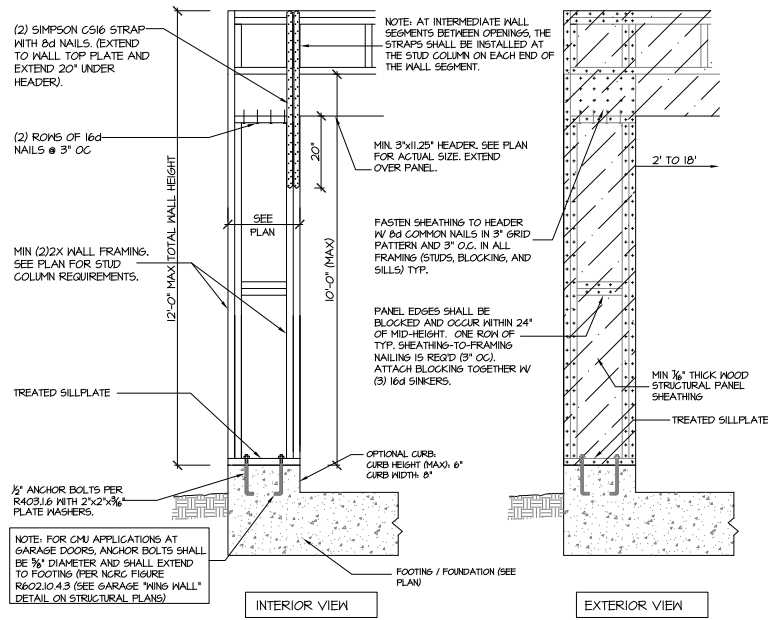 (2) SIMPSON CS16 STRAP
WITH 8d NAILS. (EXTEND
TO WALL TOP PLATE AND
EXTEND 20" UNDER
HEADER).
NOTE: AT INTERMEDIATE WALL
SEGMENTS BETWEEN OPENINGS, THE
STRAPS SHALL BE INSTALLED AT
THE STUD COLUMN ON EACH END OF
THE WALL SEGMENT.
(2) ROWS OF 16d
NAILS @ 3" OC
20"
MIN. 3"x11.25" HEADER. SEE PLAN
FOR ACTUAL SIZE. EXTEND
OVER PANEL.
2' TO 18'
12'-0" MAX TOTAL WALL HEIGHT
SEE
PLAN
10'-0" (MAX)
FASTEN SHEATHING TO HEADER
W/ 8d COMMON NAILS IN 3" GRID
PATTERN AND 3" O.C. IN ALL
FRAMING (STUDS, BLOCKING, AND
SILLS) TYP.
MIN (2)2X WALL FRAMING.
SEE PLAN FOR STUD
COLUMN REQUIREMENTS.
PANEL EDGES SHALL BE
BLOCKED AND OCCUR WITHIN 24"
OF MID-HEIGHT. ONE ROW OF
TYP. SHEATHING-TO-FRAMING
NAILING IS REQ'D (3" OC).
ATTACH BLOCKING TOGETHER W/
(3) 16d SINKERS.
MIN 7/16" THICK WOOD
STRUCTURAL PANEL
SHEATHING
TREATED SILLPLATE
TREATED SILLPLATE
OPTIONAL CURB:
CURB HEIGHT (MAX): 6"
CURB WIDTH: 8"
1/2" ANCHOR BOLTS PER
R403.1.6 WITH 2"x2"x3/16"
PLATE WASHERS.
NOTE: FOR CMU APPLICATIONS AT
GARAGE DOORS, ANCHOR BOLTS SHALL
BE 5/8" DIAMETER AND SHALL EXTEND
TO FOOTING (PER NCRC FIGURE
R602.10.4.3 (SEE GARAGE "WING WALL"
DETAIL ON STRUCTURAL PLANS)
FOOTING / FOUNDATION (SEE
PLAN)
INTERIOR VIEW
EXTERIOR VIEW